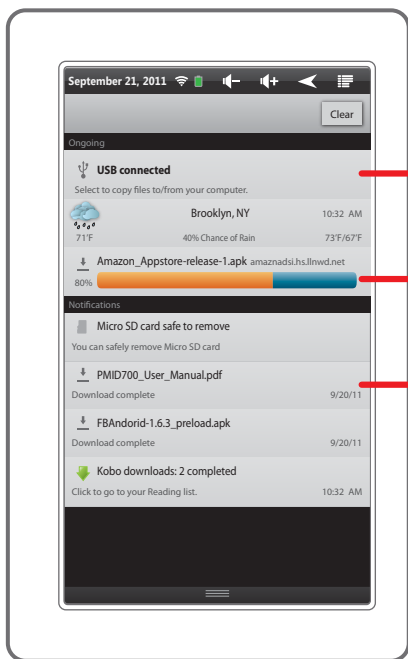 September 21, 2011
Clear
Ongoing
USB connected
Select to copy files to/from your computer.
Brooklyn, NY 10:32 AM
71°F 40% Chance of Rain 73°F/67°F
Amazon_Appstore-release-1.apk amaznadsi.hs.llnwd.net
80%
Notifications
Micro SD card safe to remove
You can safely remove Micro SD card
PMID700_User_Manual.pdf
Download complete 9/20/11
FBAndorid-1.6.3_preload.apk
Download complete 9/20/11
Kobo downloads: 2 completed
Click to go to your Reading list. 10:32 AM